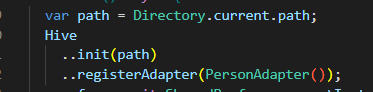 var path = Directory.current.path;
Hive
..init(path)
..registerAdapter(PersonAdapter());